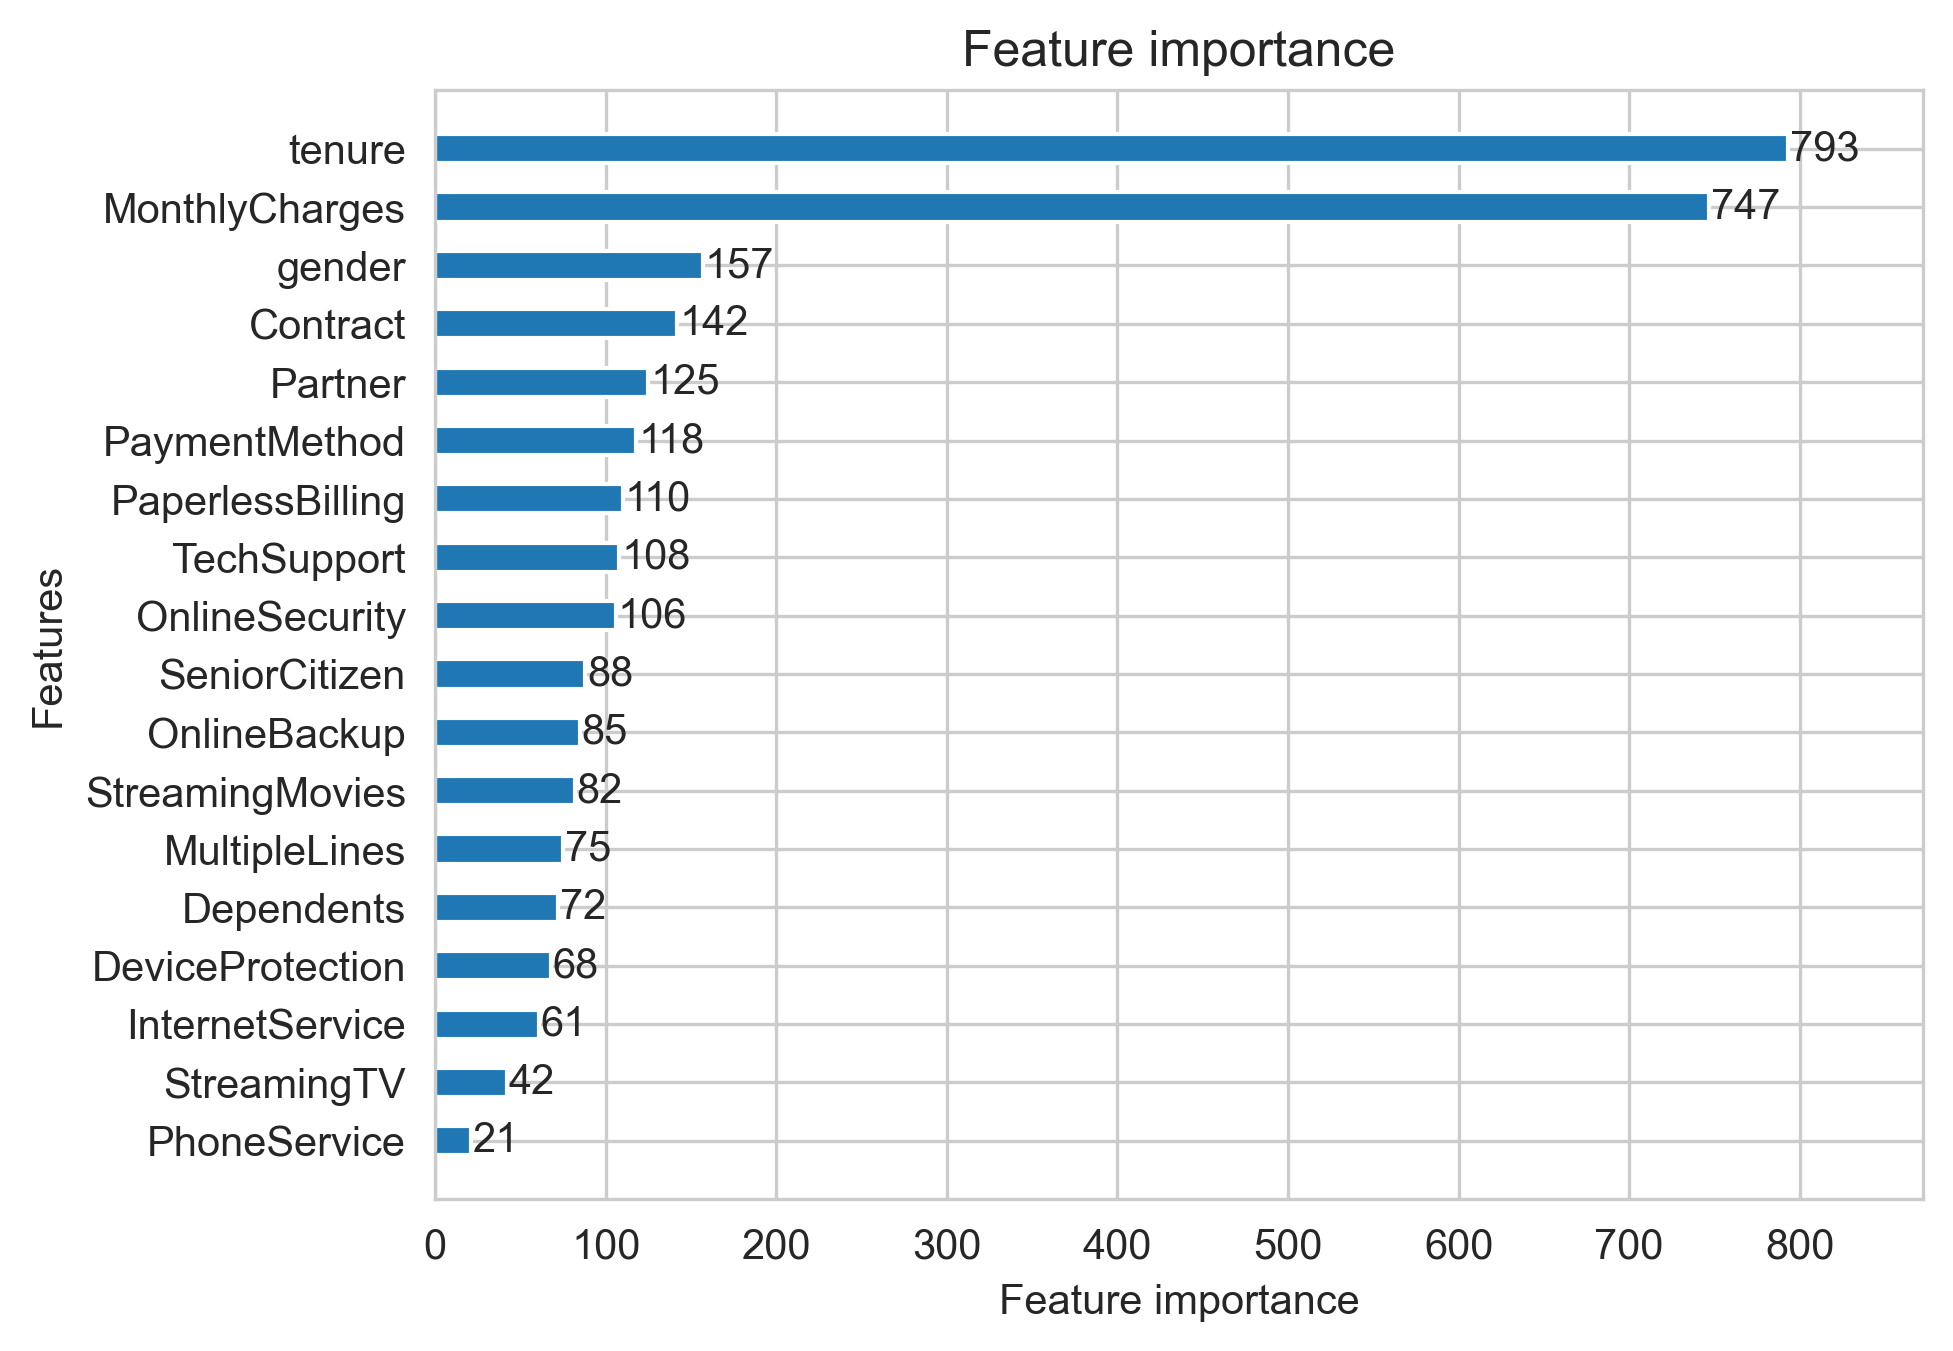 Feature importance
tenure 793
MonthlyCharges 747
gender 157
Contract 142
Partner 125
PaymentMethod 118
PaperlessBilling 110
TechSupport 108
OnlineSecurity 106
SeniorCitizen 88
OnlineBackup 85
StreamingMovies 82
MultipleLines 75
Dependents 72
DeviceProtection 68
InternetService 61
StreamingTV 42
PhoneService 21
Features
0 100 200 300 400 500 600 700 800
Feature importance